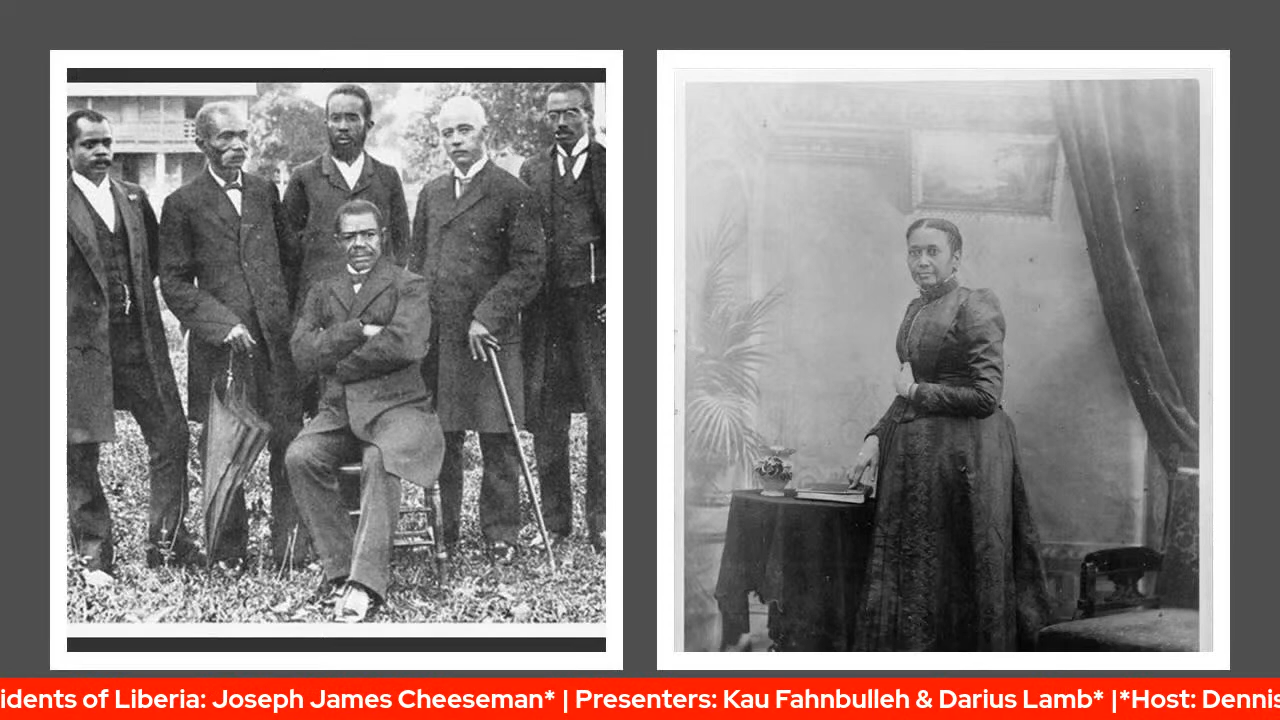 idents of Liberia: Joseph James Cheeseman* | Presenters: Kau Fahnbulleh & Darius Lamb* |*Host: Dennis